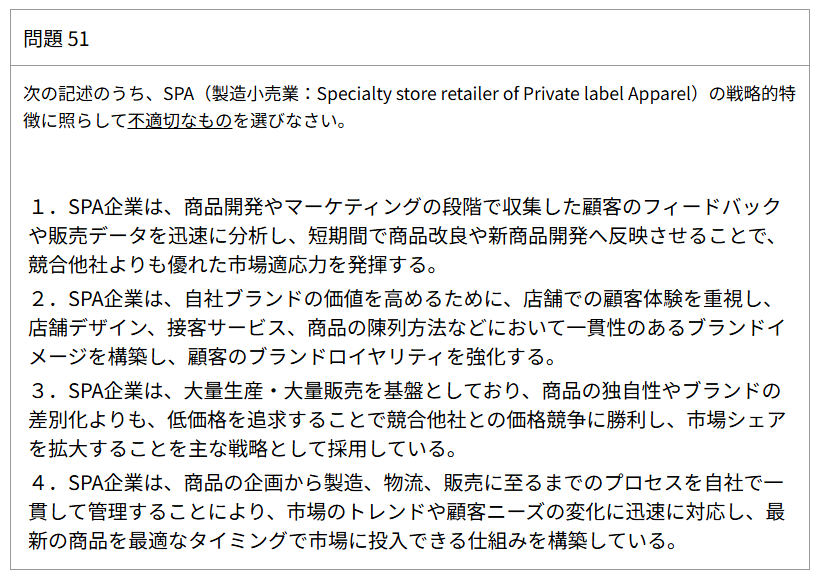 問題 51
次の記述のうち、SPA（製造小売業：Specialty store retailer of Private label Apparel）の戦略的特
徴に照らして不適切なものを選びなさい。
１．SPA企業は、商品開発やマーケティングの段階で収集した顧客のフィードバック
や販売データを迅速に分析し、短期間で商品改良や新商品開発へ反映させることで、
競合他社よりも優れた市場適応力を発揮する。
２．SPA企業は、自社ブランドの価値を高めるために、店舗での顧客体験を重視し、
店舗デザイン、接客サービス、商品の陳列方法などにおいて一貫性のあるブランドイ
メージを構築し、顧客のブランドロイヤリティを強化する。
３．SPA企業は、大量生産・大量販売を基盤としており、商品の独自性やブランドの
差別化よりも、低価格を追求することで競合他社との価格競争に勝利し、市場シェア
を拡大することを主な戦略として採用している。
４．SPA企業は、商品の企画から製造、物流、販売に至るまでのプロセスを自社で一
貫して管理することにより、市場のトレンドや顧客ニーズの変化に迅速に対応し、最
新の商品を最適なタイミングで市場に投入できる仕組みを構築している。